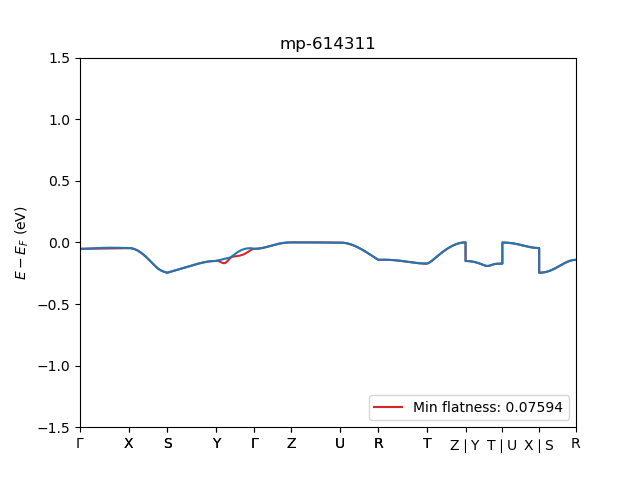 mp-614311
E − E_F (eV)
1.5
1.0
0.5
0.0
−0.5
−1.0
−1.5
Min flatness: 0.07594
Γ X S Y Γ Z U R T Z | Y T | U X | S R